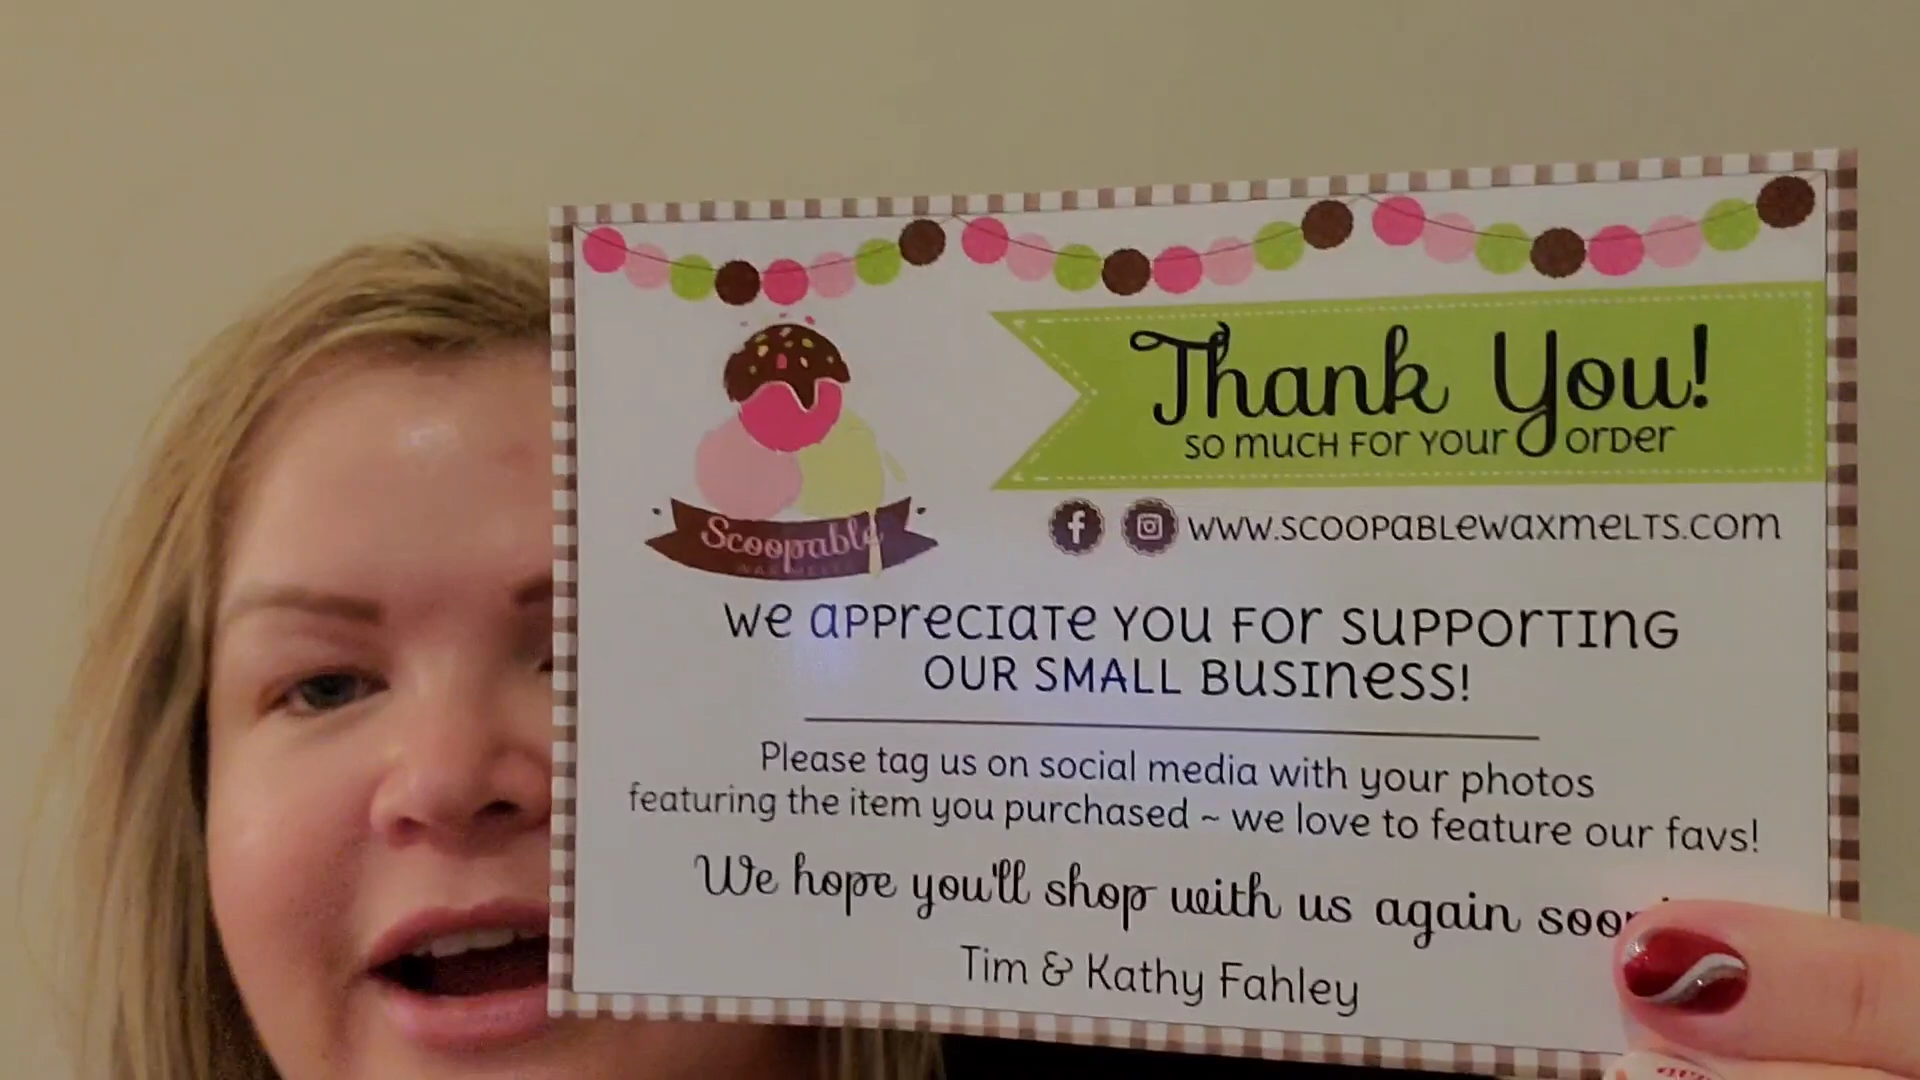 Thank You!
SO MUCH FOR YOUR ORDER
Scoopable
WAX MELTS
www.scoopablewaxmelts.com
WE APPRECIATE YOU FOR SUPPORTING
OUR SMALL BUSINESS!
Please tag us on social media with your photos
featuring the item you purchased ~ we love to feature our favs!
We hope you'll shop with us again
Tim & Kathy Fahley